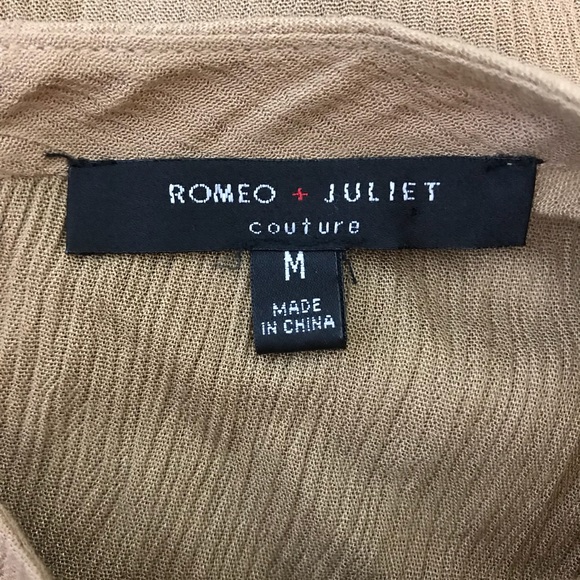 ROMEO + JULIET
couture
M
MADE
IN CHINA